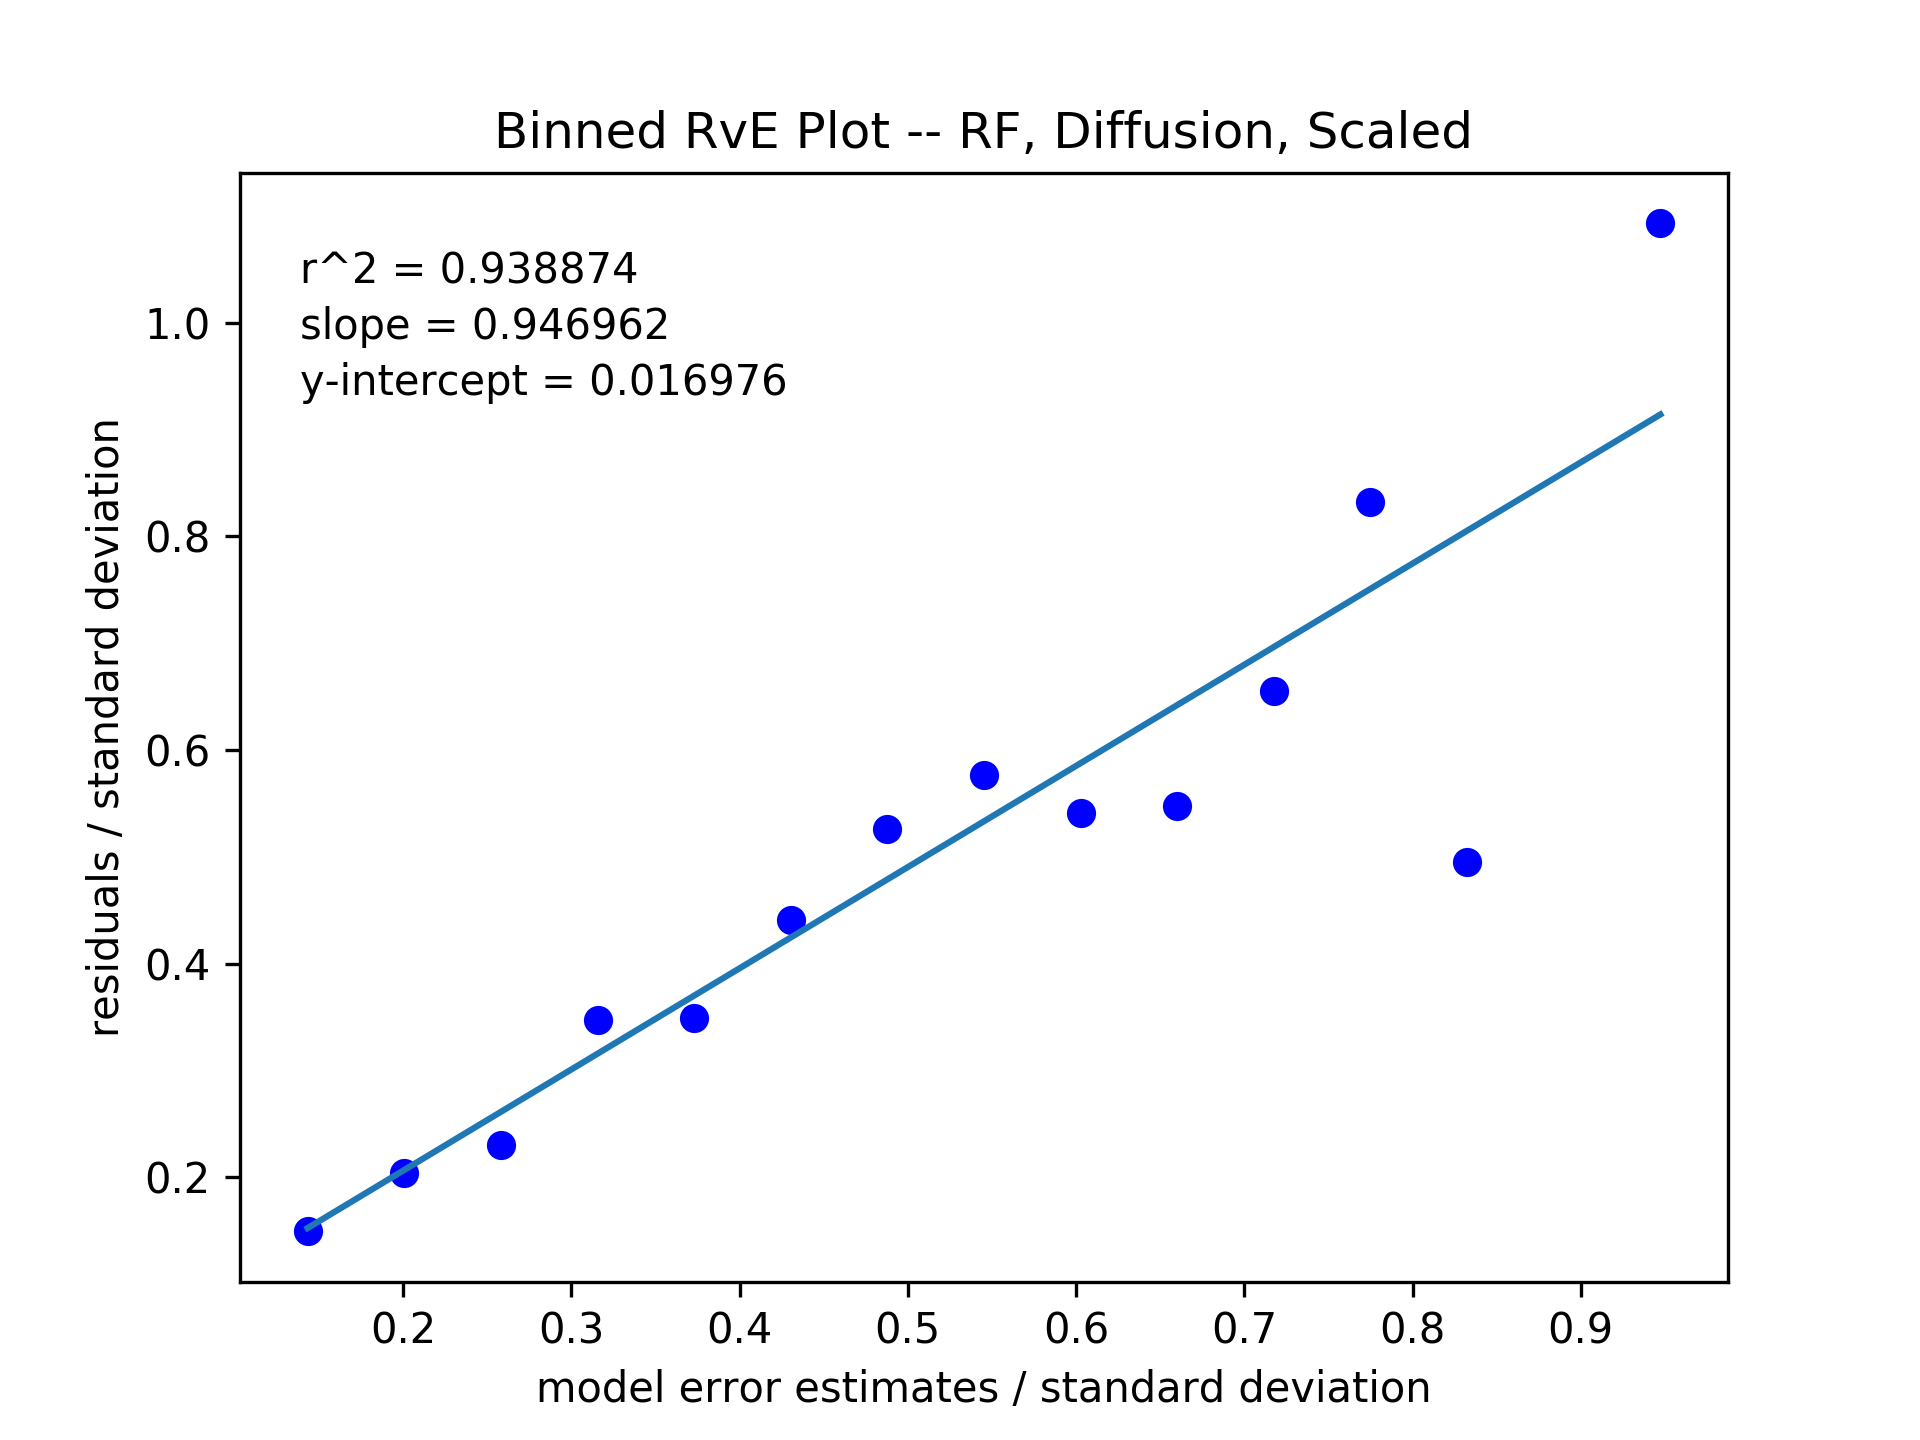 Binned RvE Plot -- RF, Diffusion, Scaled
r^2 = 0.938874
slope = 0.946962
y-intercept = 0.016976
1.0
0.8
0.6
0.4
0.2
residuals / standard deviation
0.2 0.3 0.4 0.5 0.6 0.7 0.8 0.9
model error estimates / standard deviation